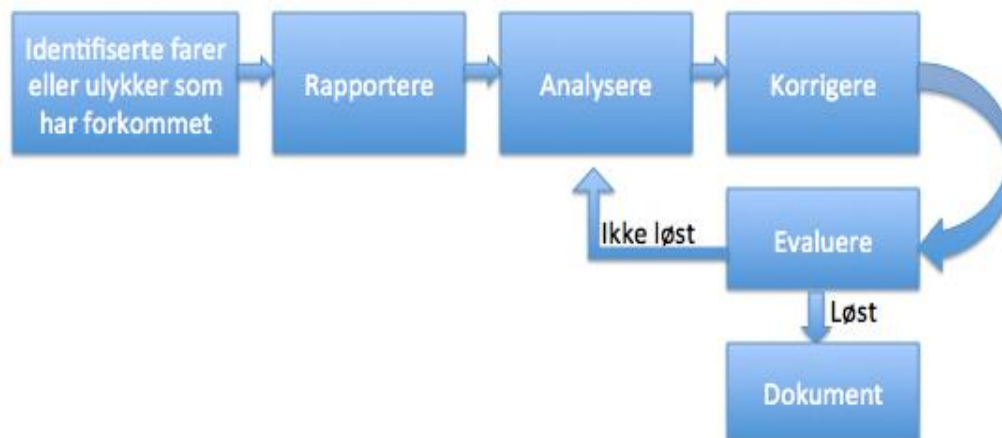 Identifiserte farer
eller ulykker som
har forkommet
Rapportere
Analysere
Korrigere
Ikke løst
Evaluere
Løst
Dokument